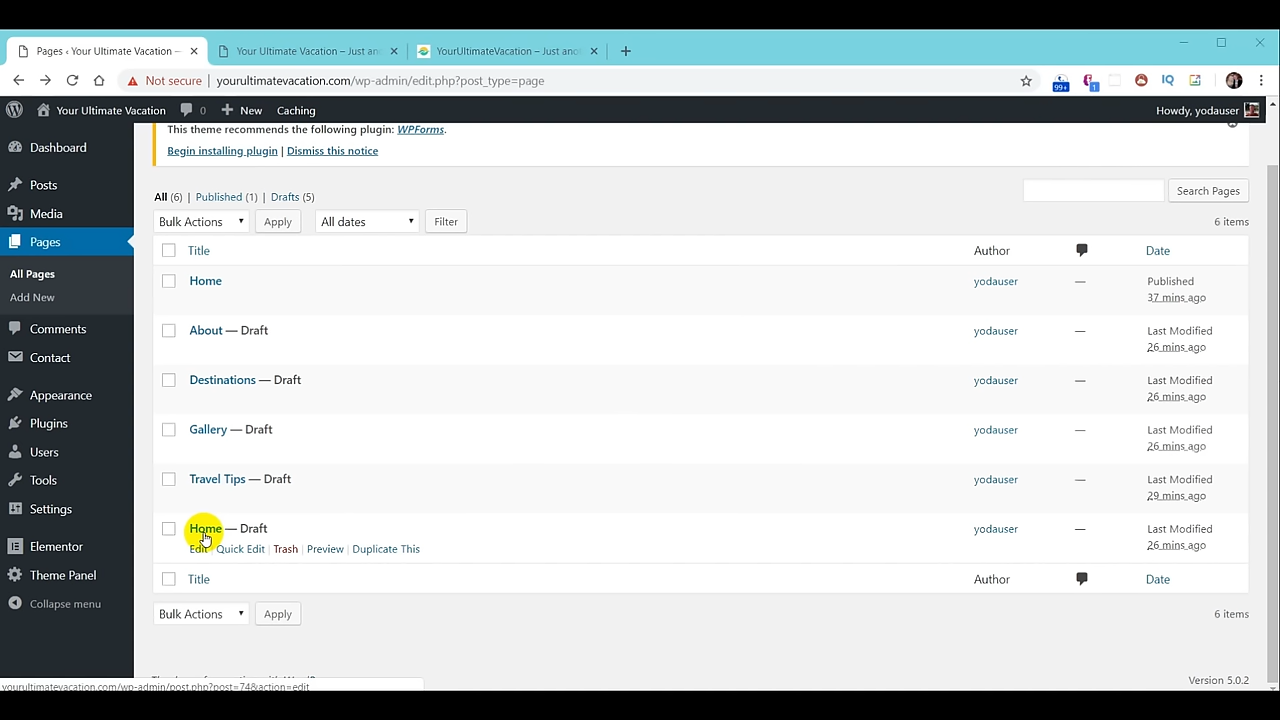 Pages ‹ Your Ultimate Vacation —
Your Ultimate Vacation – Just an
YourUltimateVacation – Just ano
Not secure | yourultimatevacation.com/wp-admin/edit.php?post_type=page
99+
1
IQ
Your Ultimate Vacation 0 New Caching
Howdy, yodauser
Dashboard
Posts
Media
Pages
All Pages
Add New
Comments
Contact
Appearance
Plugins
Users
Tools
Settings
Elementor
Theme Panel
Collapse menu
This theme recommends the following plugin: WPForms.
Begin installing plugin | Dismiss this notice
All (6) | Published (1) | Drafts (5)
Search Pages
Bulk Actions Apply All dates Filter
6 items
Title Author Date
Home yodauser — Published
37 mins ago
About — Draft yodauser — Last Modified
26 mins ago
Destinations — Draft yodauser — Last Modified
26 mins ago
Gallery — Draft yodauser — Last Modified
26 mins ago
Travel Tips — Draft yodauser — Last Modified
29 mins ago
Home — Draft yodauser — Last Modified
26 mins ago
Edit | Quick Edit | Trash | Preview | Duplicate This
Title Author Date
Bulk Actions Apply
6 items
Version 5.0.2
yourultimatevacation.com/wp-admin/post.php?post=74&action=edit